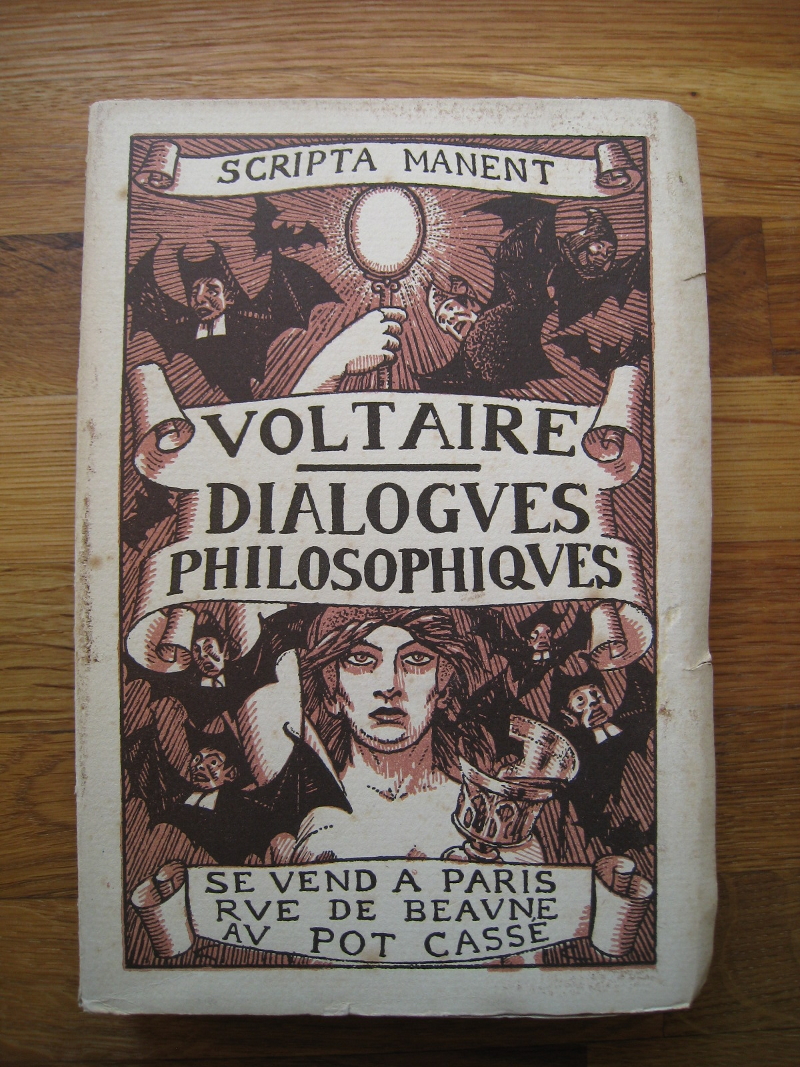 SCRIPTA MANENT
VOLTAIRE
DIALOGVES
PHILOSOPHIQVES
SE VEND A PARIS
RVE DE BEAVNE
AV POT CASSÉ